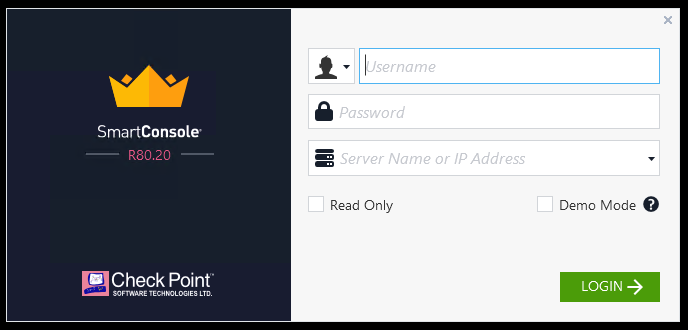 SmartConsole®
R80.20
Check Point™
SOFTWARE TECHNOLOGIES LTD.
Username
Password
Server Name or IP Address
Read Only
Demo Mode ?
LOGIN →